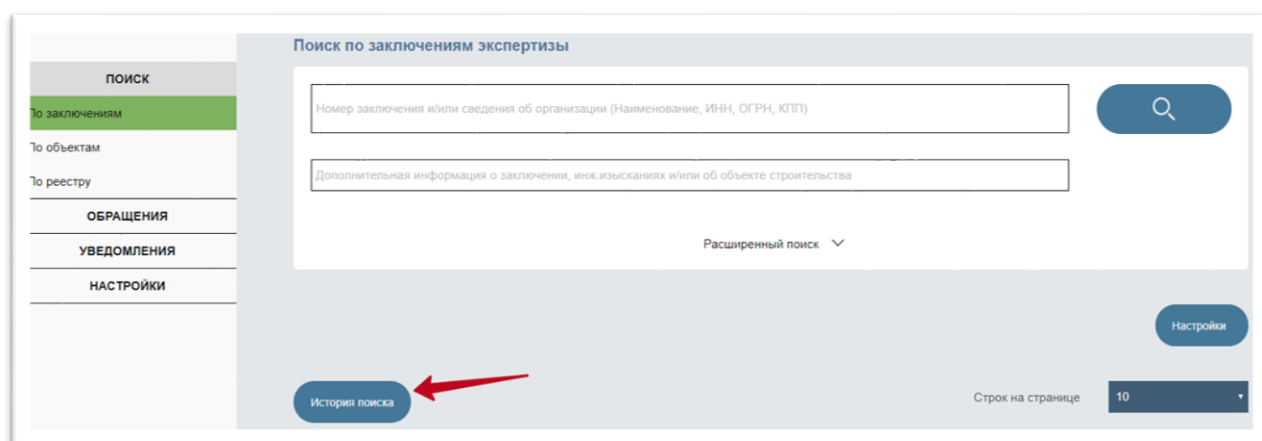 Поиск по заключениям экспертизы
ПОИСК
По заключениям
По объектам
По реестру
ОБРАЩЕНИЯ
УВЕДОМЛЕНИЯ
НАСТРОЙКИ
Номер заключения и/или сведения об организации (Наименование, ИНН, ОГРН, КПП)
Дополнительная информация о заключении, инж.изысканиях и/или об объекте строительства
Расширенный поиск
Настройки
История поиска
Строк на странице
10